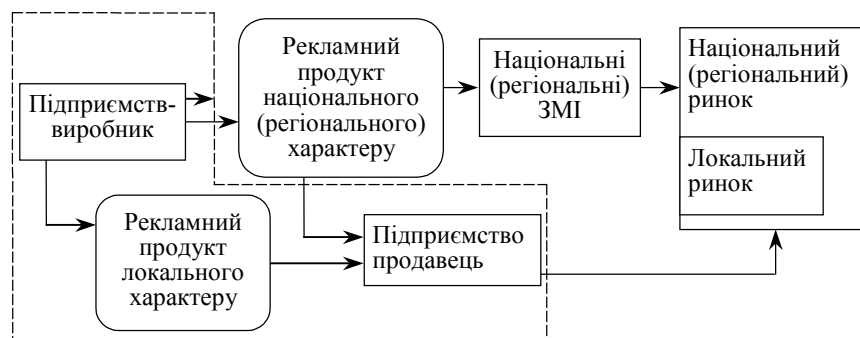 Підприємств-
виробник
Рекламний
продукт
національного
(регіонального)
характеру
Національні
(регіональні)
ЗМІ
Національний
(регіональний)
ринок
Локальний
ринок
Рекламний
продукт
локального
характеру
Підприємство
продавець